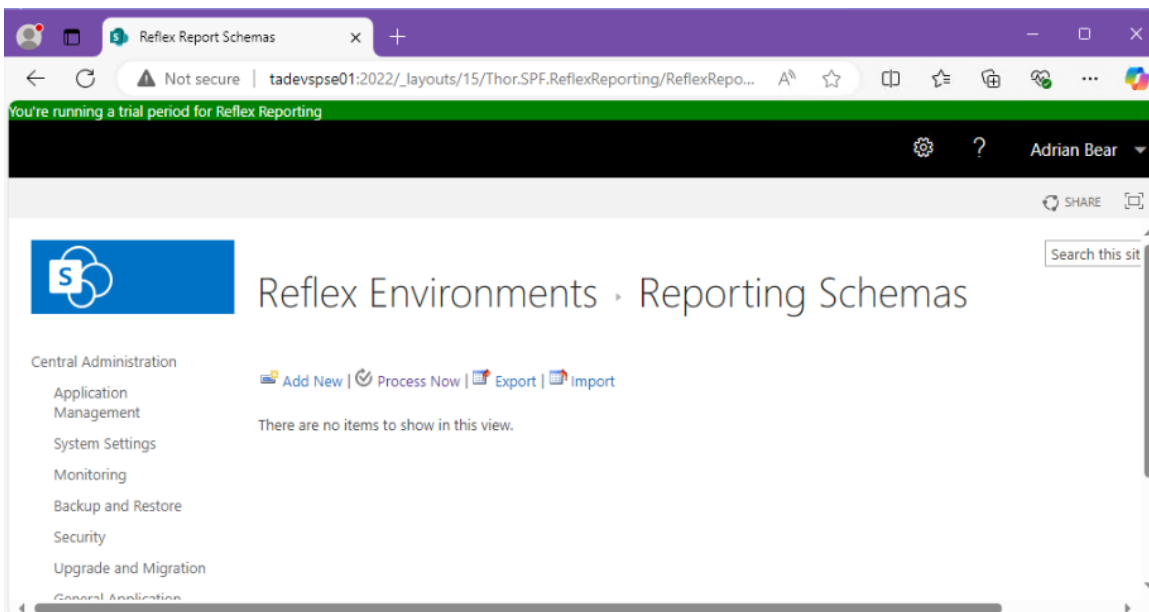 Reflex Report Schemas
Not secure | tadevspse01:2022/_layouts/15/Thor.SPF.ReflexReporting/ReflexRepo...
You're running a trial period for Reflex Reporting
? Adrian Bear
SHARE
S
Search this sit
Reflex Environments ▸ Reporting Schemas
Central Administration
Add New | Process Now | Export | Import
Application
Management
There are no items to show in this view.
System Settings
Monitoring
Backup and Restore
Security
Upgrade and Migration
General Application